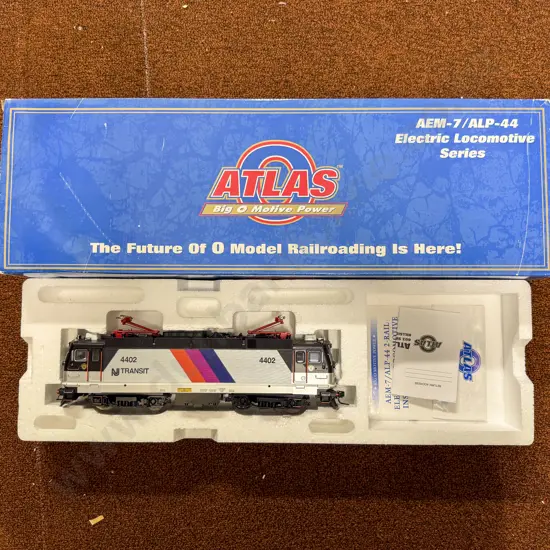 AEM-7/ALP-44
Electric Locomotive
Series
ATLAS
Big O Motive Power
The Future Of O Model Railroading Is Here!
4402
4402
NJ TRANSIT
ATLAS
AEM-7/ALP-44 2-RAIL